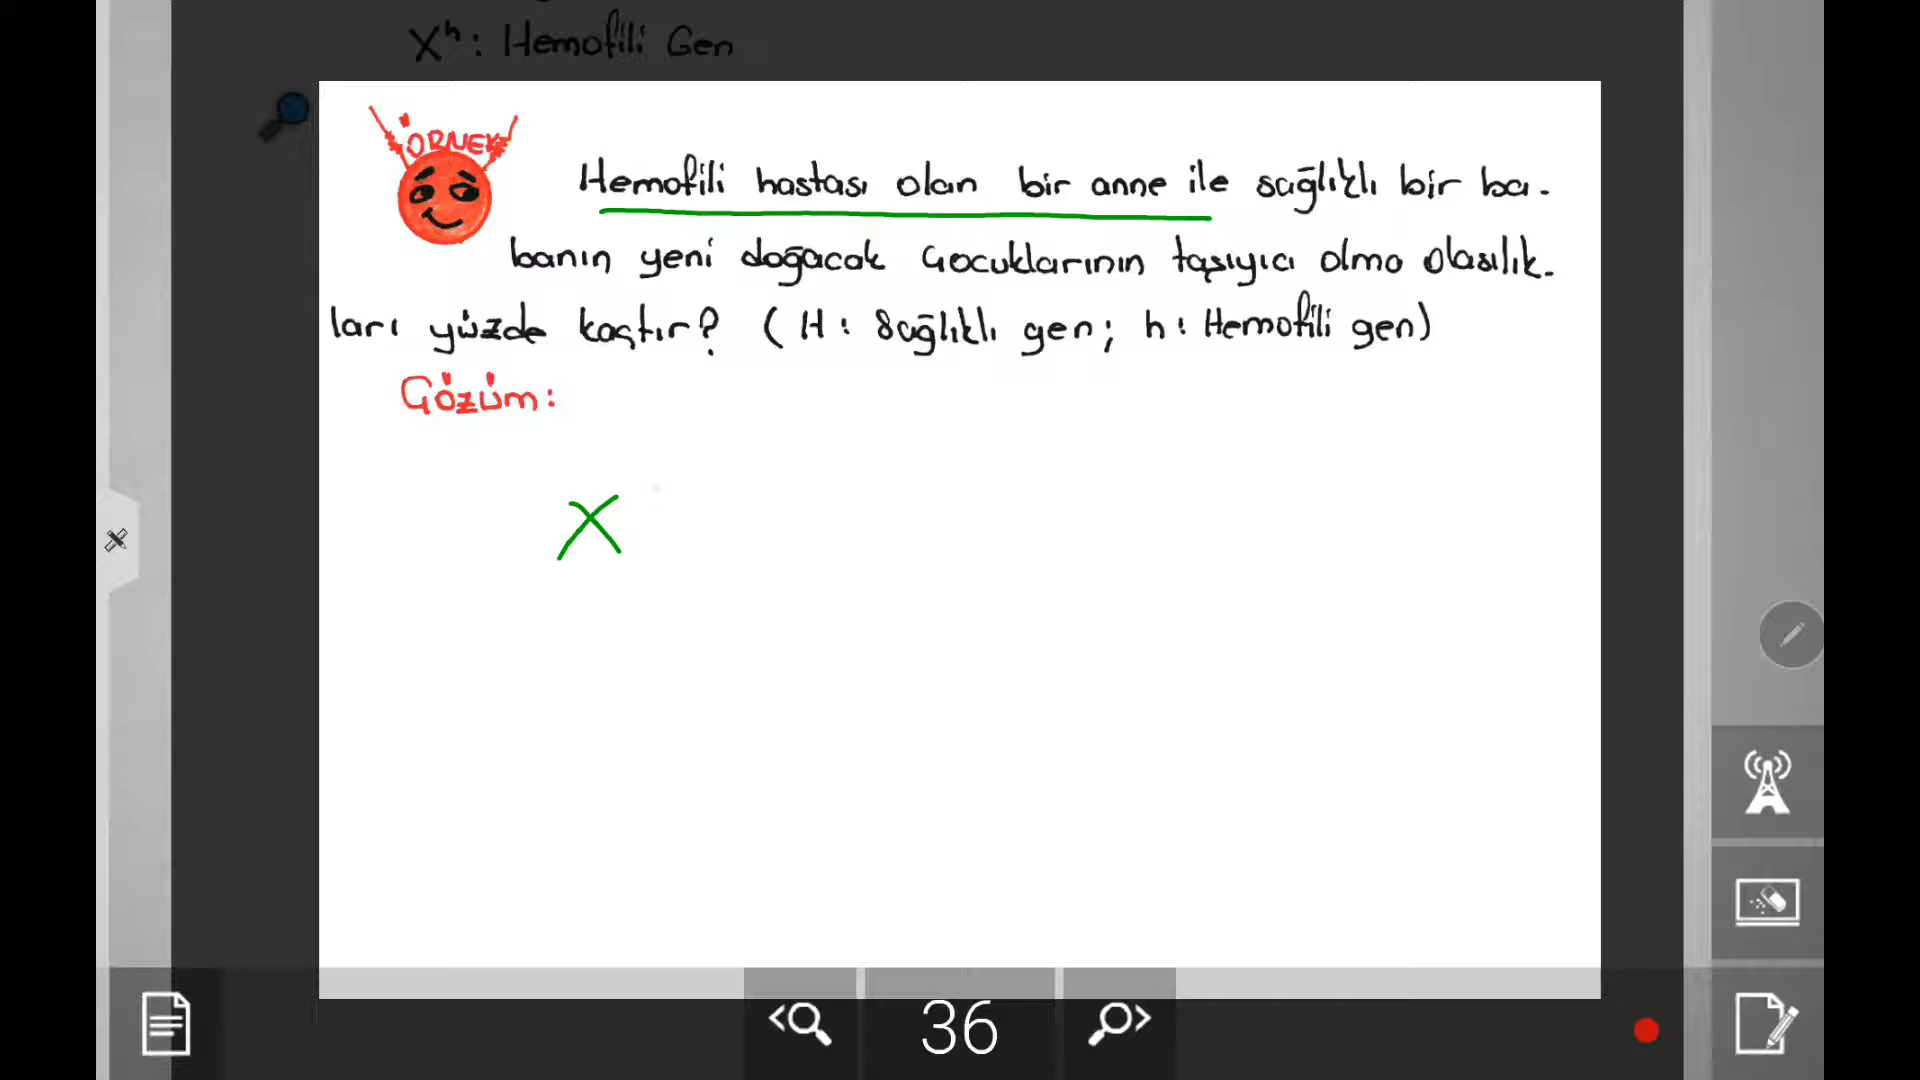 Xʰ: Hemofili Gen
ÖRNEK
Hemofili hastası olan bir anne ile sağlıklı bir ba-
banın yeni doğacak çocuklarının taşıyıcı olma olasılık-
ları yüzde kaçtır? (H: Sağlıklı gen; h: Hemofili gen)
Çözüm:
X
36